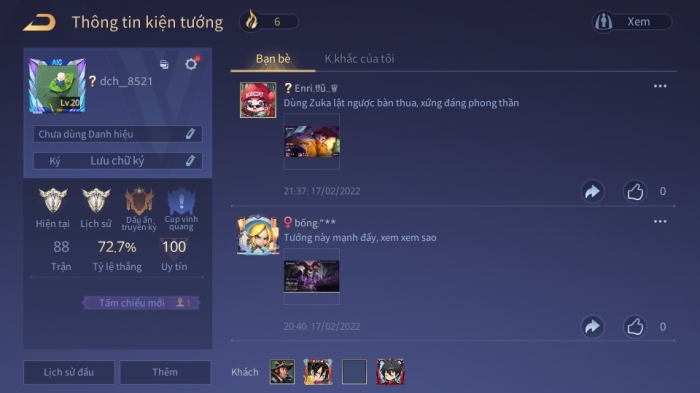 Thông tin kiện tướng
6
Xem
Bạn bè
K.khắc của tôi
AIC
Lv.20
? dch__8521
Chưa dùng Danh hiệu
Ký Lưu chữ ký
Hiện tại
Lịch sử
Dấu ấn truyền kỳ
Cup vinh quang
88
72.7%
100
Trận
Tỷ lệ thắng
Uy tín
Tấm chiếu mới 1
Lịch sử đấu
Thêm
? Enri.
Dùng Zuka lật ngược bàn thua, xứng đáng phong thần
21:37: 17/02/2022
0
bống:"**
Tướng này mạnh đấy, xem xem sao
20:40: 17/02/2022
0
Khách